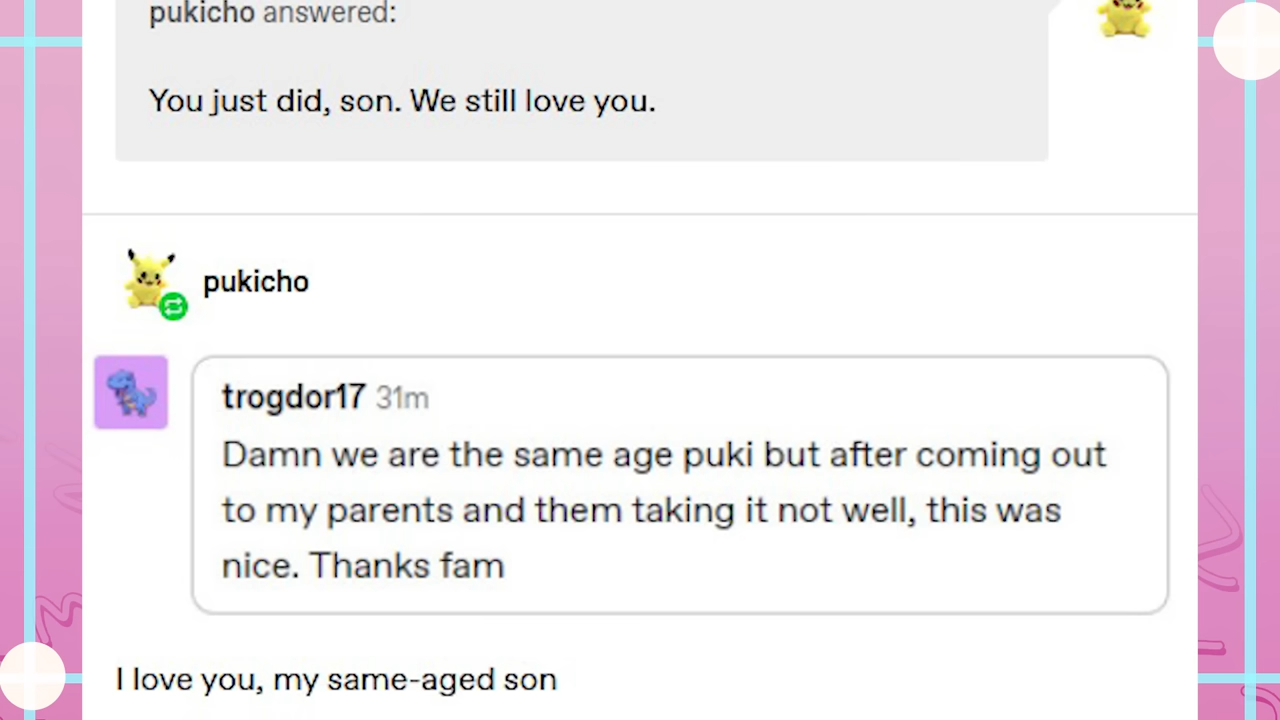 pukicho answered:
You just did, son. We still love you.
pukicho
trogdor17 31m
Damn we are the same age puki but after coming out
to my parents and them taking it not well, this was
nice. Thanks fam
I love you, my same-aged son